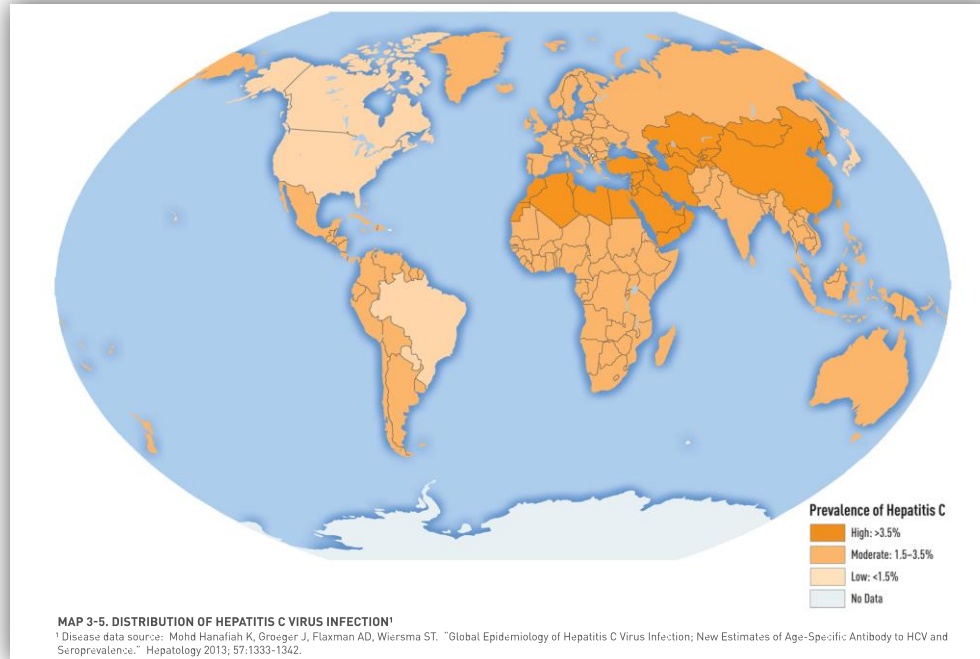 Prevalence of Hepatitis C
High: >3.5%
Moderate: 1.5–3.5%
Low: <1.5%
No Data
MAP 3-5. DISTRIBUTION OF HEPATITIS C VIRUS INFECTION¹
¹ Disease data source: Mohd Hanafiah K, Groeger J, Flaxman AD, Wiersma ST. “Global Epidemiology of Hepatitis C Virus Infection; New Estimates of Age-Specific Antibody to HCV and
Seroprevalence.” Hepatology 2013; 57:1333-1342.